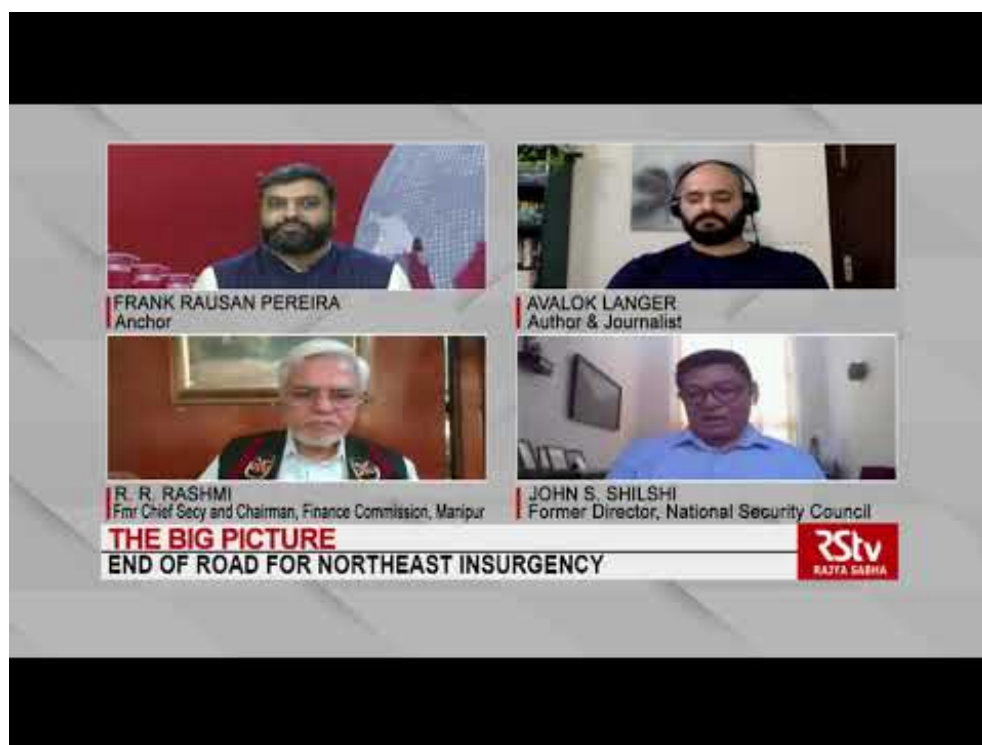 FRANK RAUSAN PEREIRA
Anchor
AVALOK LANGER
Author & Journalist
R. R. RASHMI
Fmr Chief Secy and Chairman, Finance Commission, Manipur
JOHN S. SHILSHI
Former Director, National Security Council
THE BIG PICTURE
END OF ROAD FOR NORTHEAST INSURGENCY
RStv
RAJYA SABHA